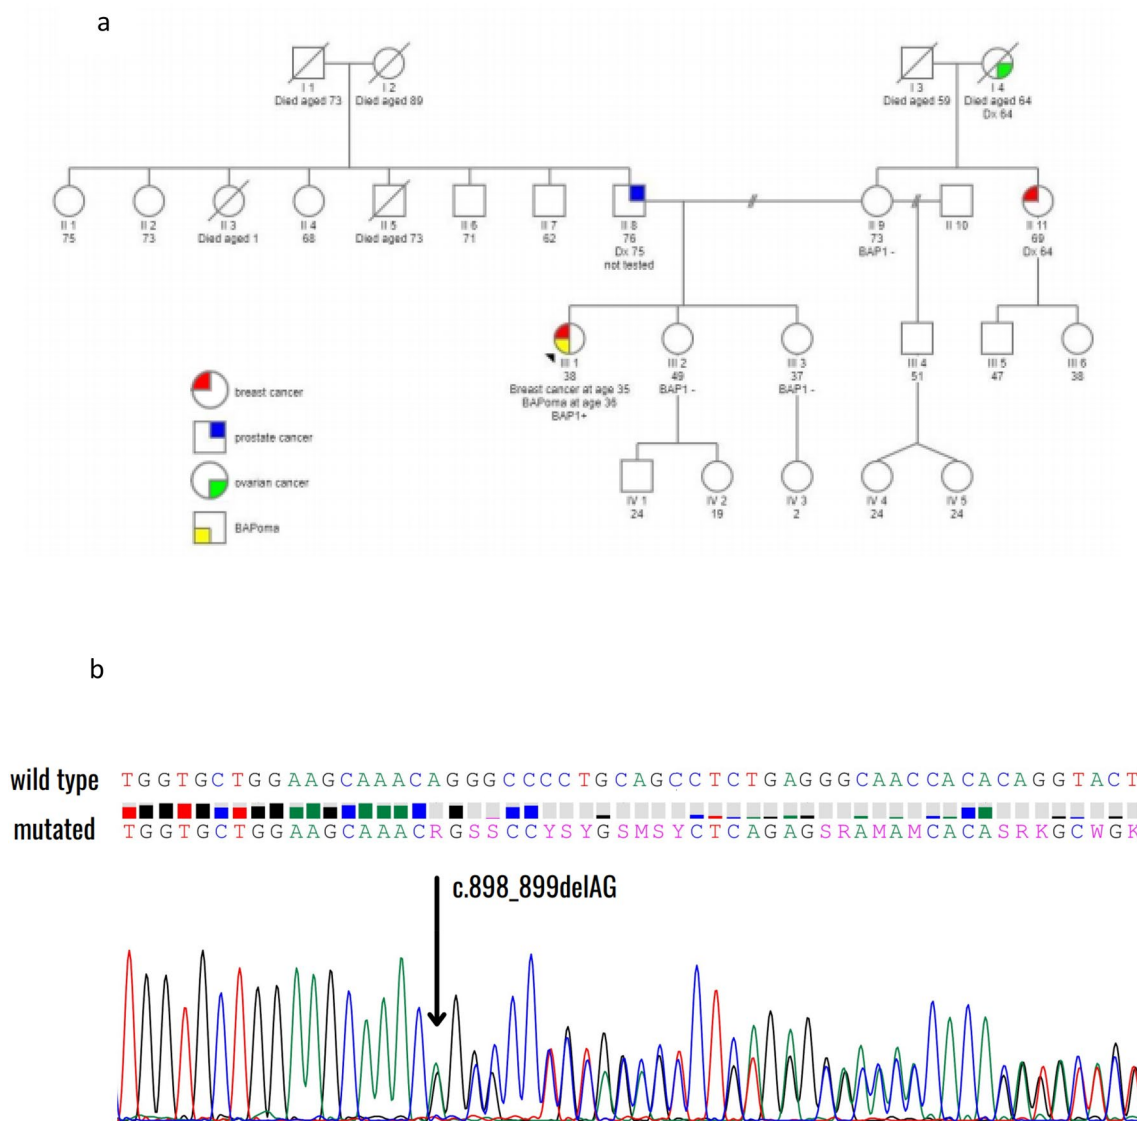 a
I 1
Died aged 73
I 2
Died aged 89
I 3
Died aged 59
I 4
Died aged 64
Dx 64
II 1
75
II 2
73
II 3
Died aged 1
II 4
68
II 5
Died aged 73
II 6
71
II 7
62
II 8
76
Dx 75
not tested
II 9
73
BAP1 -
II 10
II 11
69
Dx 64
III 1
38
Breast cancer at age 35
BAPoma at age 36
BAP1+
III 2
49
BAP1 -
III 3
37
BAP1 -
III 4
51
III 5
47
III 6
38
IV 1
24
IV 2
19
IV 3
2
IV 4
24
IV 5
24
breast cancer
prostate cancer
ovarian cancer
BAPoma
b
wild type TGGTGCTGGAAGCAAACAGGGCCCCTGCAGCCTCTGAGGGCAACCACACAGGTACT
mutated TGGTGCTGGAAGCAAACRGSSCCYSYGSMSYCTCAGAGSRAMAMCACASRKGCWGK
c.898_899delAG